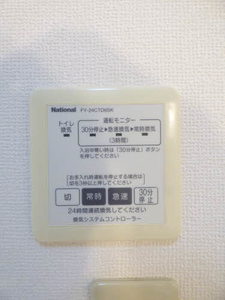 National FY-24CTD85K
運転モニター
トイレ
換気
30分停止▶急速換気▶常時換気
(3時間)
入浴中寒い時は「30分停止」ボタン
を押してください
お手入れ時運転を停止する場合は
切を3秒以上押してください
切 常時 急速 30分停止
24時間連続換気してください
換気システムコントローラー